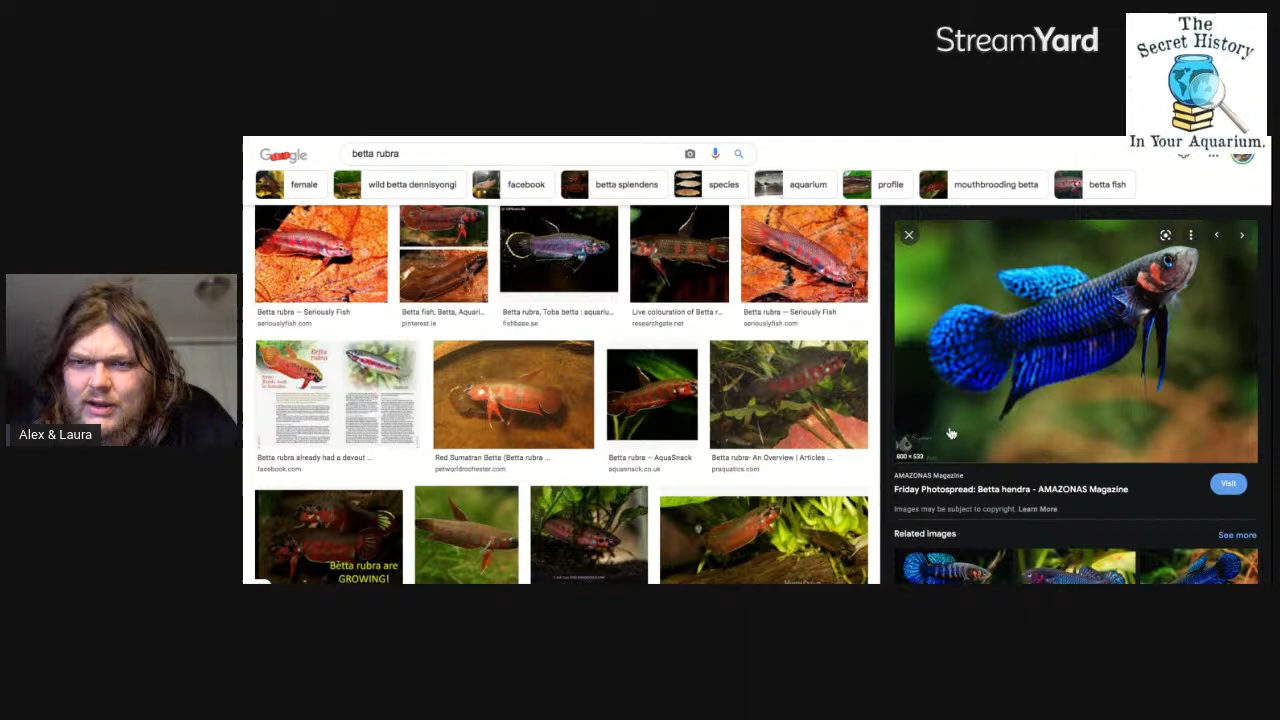 StreamYard
The
Secret History
In Your Aquarium.
Google
betta rubra
female
wild betta dennisyongi
facebook
betta splendens
species
aquarium
profile
mouthbrooding betta
betta fish
Betta rubra — Seriously Fish
seriouslyfish.com
Betta fish, Betta, Aquari...
pinterest.ie
Betta rubra, Toba betta : aquariu...
fishbase.se
Live colouration of Betta r...
researchgate.net
Betta rubra — Seriously Fish
seriouslyfish.com
Betta
rubra
Betta rubra already had a devout ...
facebook.com
Red Sumatran Betta (Betta rubra ...
petworldrochester.com
Betta rubra – AquaSnack
aquasnack.co.uk
Betta rubra- An Overview | Articles ...
praquatics.com
Betta rubra are
GROWING!
800 × 533
AMAZONAS Magazine
Friday Photospread: Betta hendra - AMAZONAS Magazine
Visit
Images may be subject to copyright. Learn More
Related images
See more
Alex & Laura